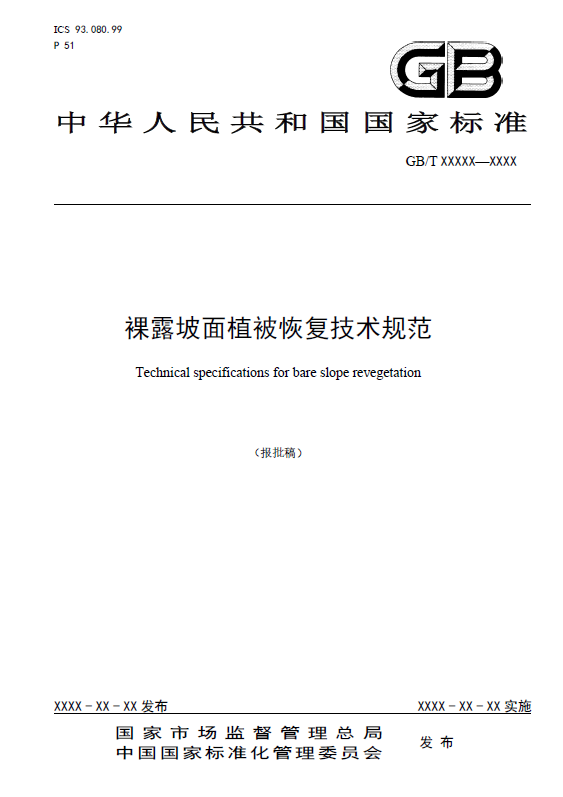 ICS 93.080.99
P 51
GB
中华人民共和国国家标准
GB/T XXXXX—XXXX
裸露坡面植被恢复技术规范
Technical specifications for bare slope revegetation
（报批稿）
XXXX－XX－XX 发布
XXXX－XX－XX 实施
国家市场监督管理总局
中国国家标准化管理委员会
发 布